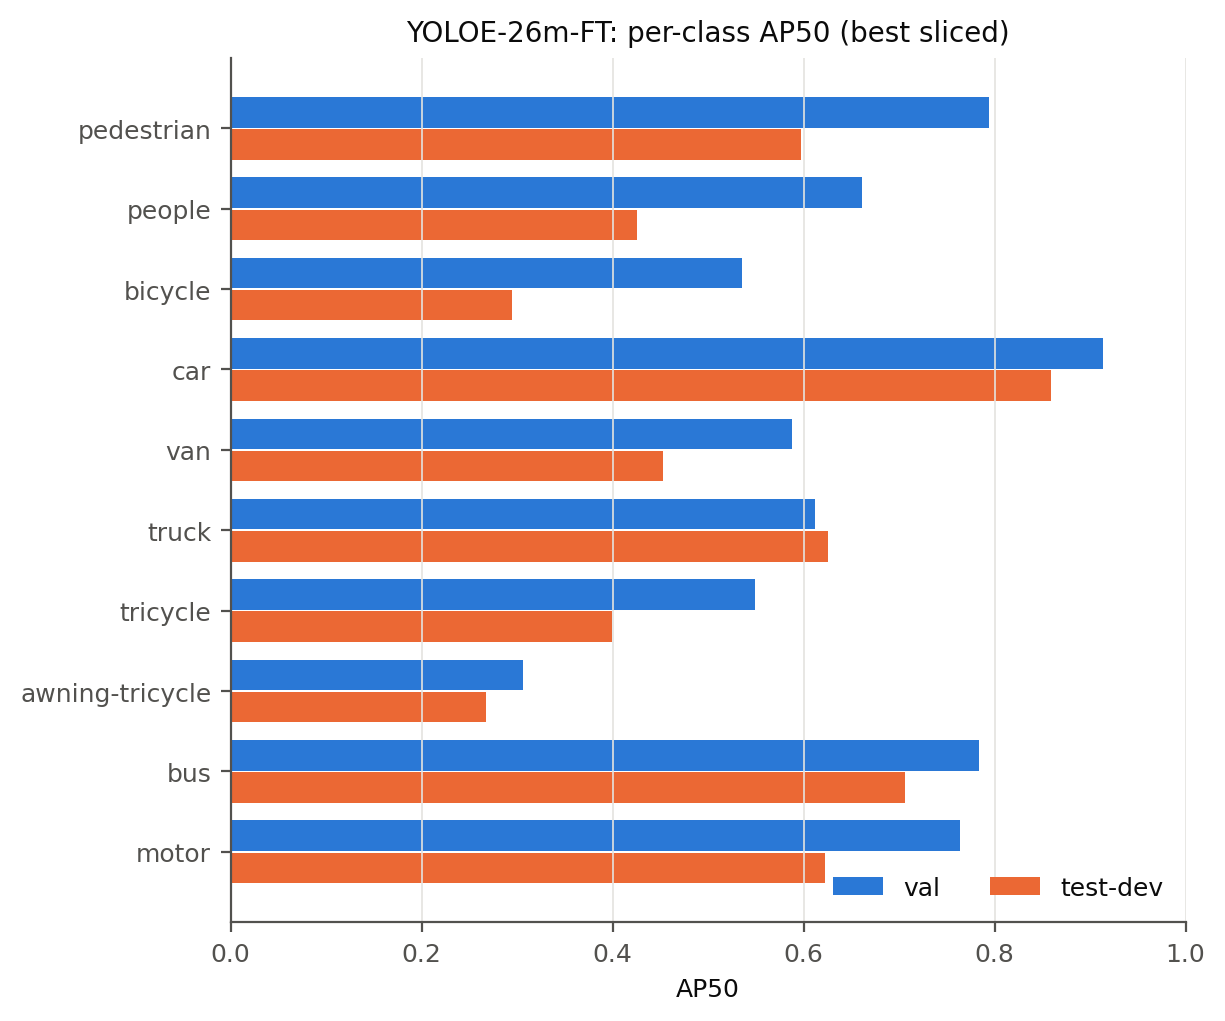 YOLOE-26m-FT: per-class AP50 (best sliced)
pedestrian
people
bicycle
car
van
truck
tricycle
awning-tricycle
bus
motor
val test-dev
0.0 0.2 0.4 0.6 0.8 1.0
AP50